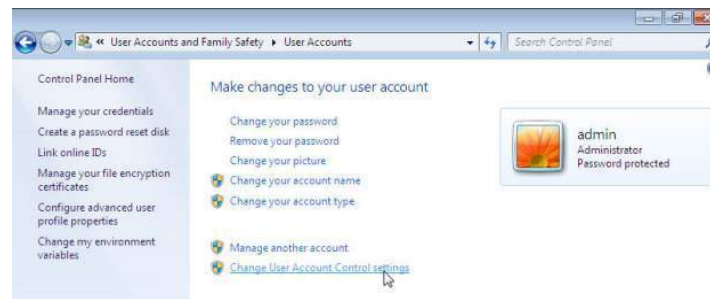 « User Accounts and Family Safety ▸ User Accounts
Search Control Panel
Control Panel Home
Manage your credentials
Create a password reset disk
Link online IDs
Manage your file encryption
certificates
Configure advanced user
profile properties
Change my environment
variables
Make changes to your user account
Change your password
Remove your password
Change your picture
Change your account name
Change your account type
Manage another account
Change User Account Control settings
admin
Administrator
Password protected